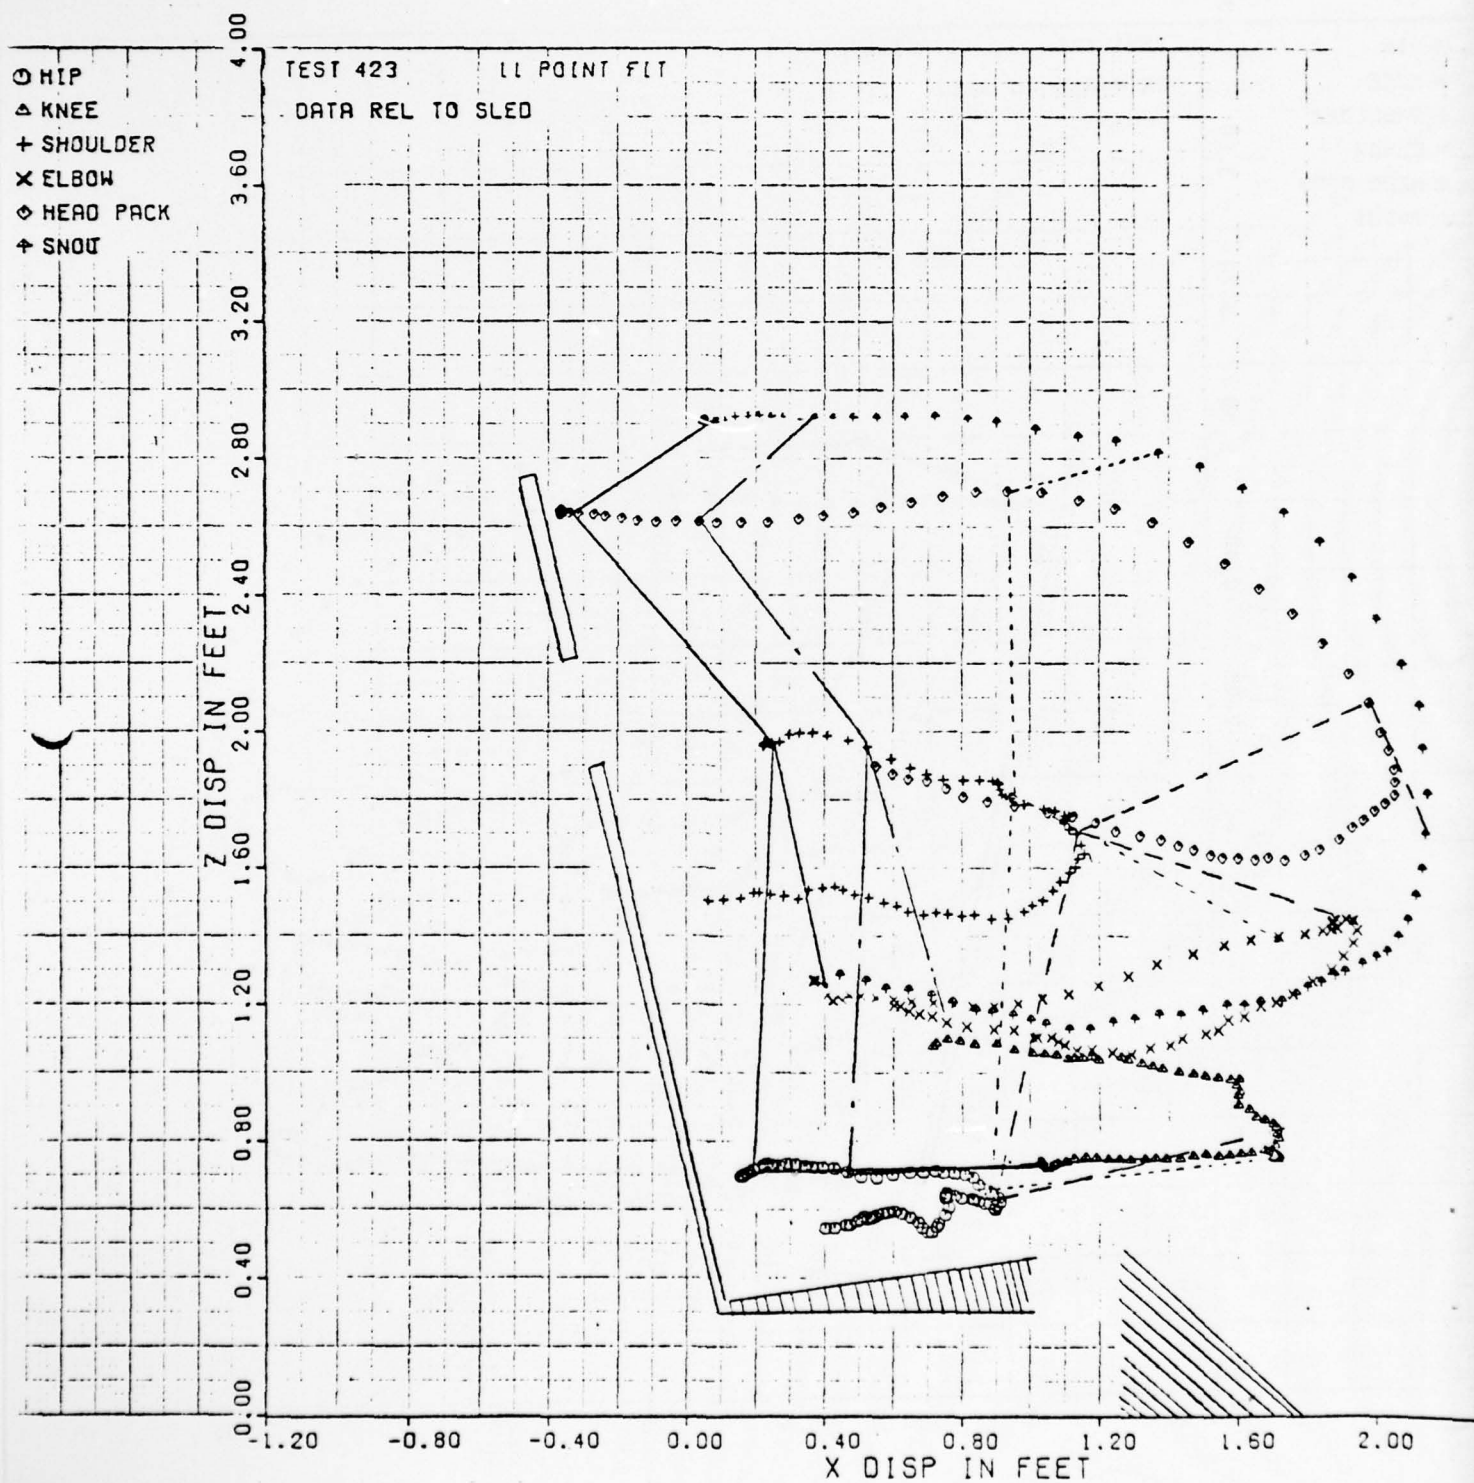 HIP
KNEE
SHOULDER
ELBOW
HEAD PACK
SNOUT
TEST 423 11 POINT FIT
DATA REL TO SLED
4.00
3.60
3.20
2.80
2.40
2.00
1.60
1.20
0.80
0.40
0.00
Z DISP IN FEET
-1.20 -0.80 -0.40 0.00 0.40 0.80 1.20 1.60 2.00
X DISP IN FEET